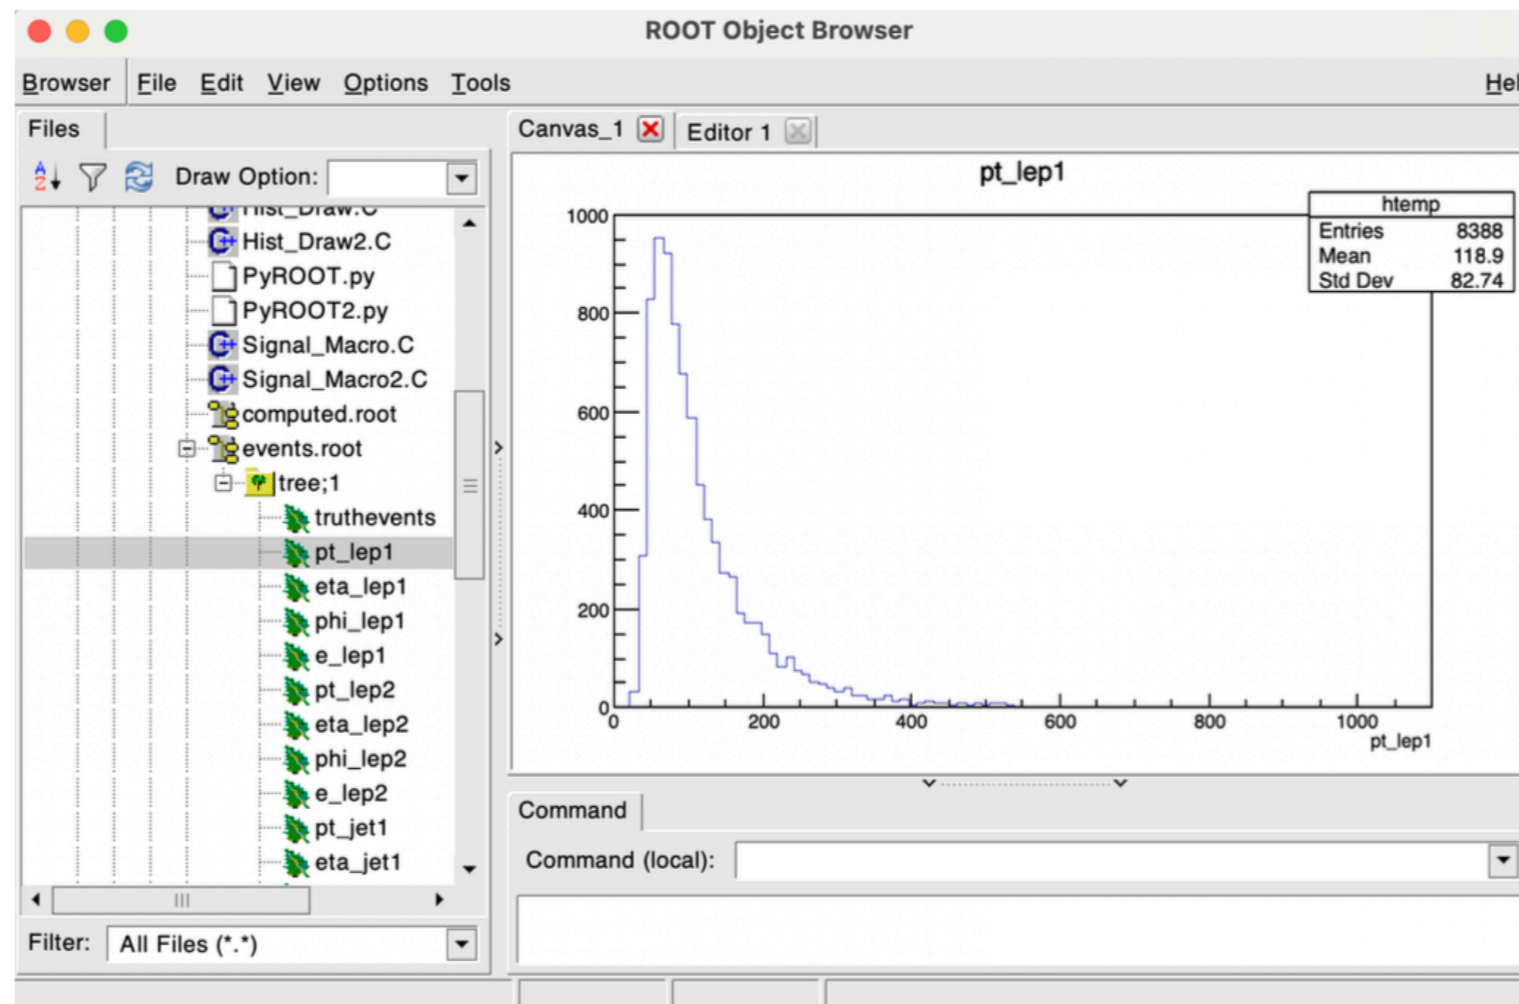 ROOT Object Browser
Browser File Edit View Options Tools Hel
Files
Draw Option:
Hist_Draw.C
Hist_Draw2.C
PyROOT.py
PyROOT2.py
Signal_Macro.C
Signal_Macro2.C
computed.root
events.root
tree;1
truthevents
pt_lep1
eta_lep1
phi_lep1
e_lep1
pt_lep2
eta_lep2
phi_lep2
e_lep2
pt_jet1
eta_jet1
Filter: All Files (*.*)
Canvas_1 Editor 1
pt_lep1
htemp
Entries 8388
Mean 118.9
Std Dev 82.74
1000
800
600
400
200
0
0 200 400 600 800 1000
pt_lep1
Command
Command (local):